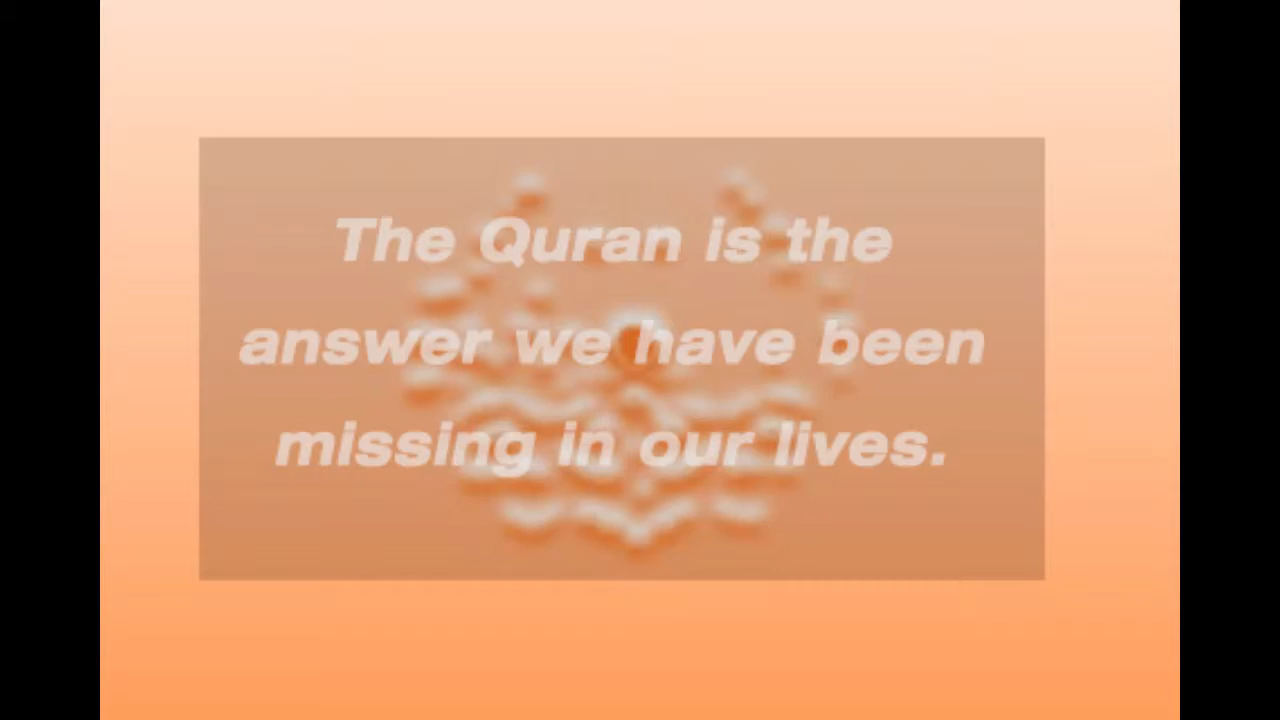 The Quran is the
answer we have been
missing in our lives.